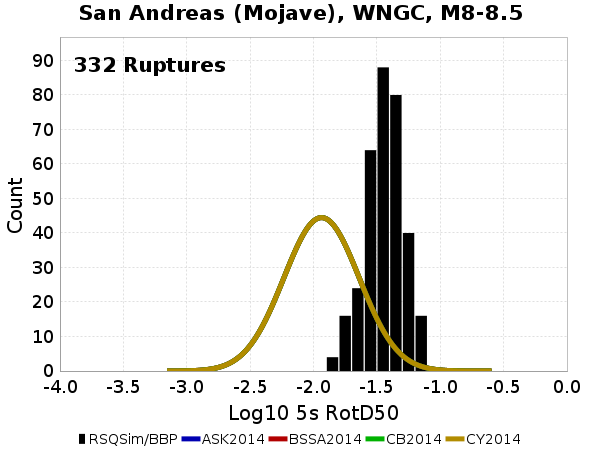 San Andreas (Mojave), WNGC, M8-8.5
332 Ruptures
Count
90
80
70
60
50
40
30
20
10
0
-4.0 -3.5 -3.0 -2.5 -2.0 -1.5 -1.0 -0.5 0.0
Log10 5s RotD50
RSQSim/BBP ASK2014 BSSA2014 CB2014 CY2014